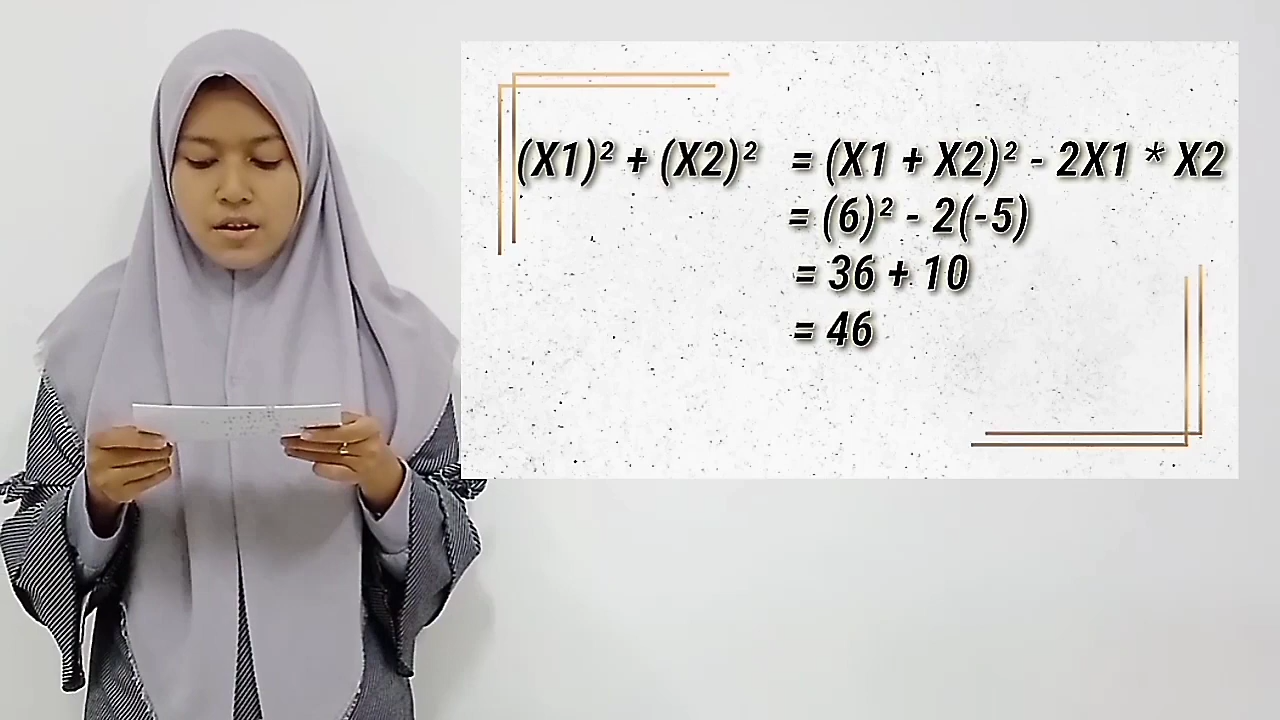 (X1)² + (X2)² = (X1 + X2)² - 2X1 * X2
= (6)² - 2(-5)
= 36 + 10
= 46